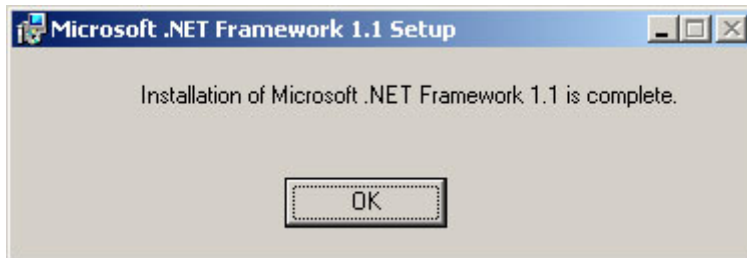 Microsoft .NET Framework 1.1 Setup
Installation of Microsoft .NET Framework 1.1 is complete.
OK